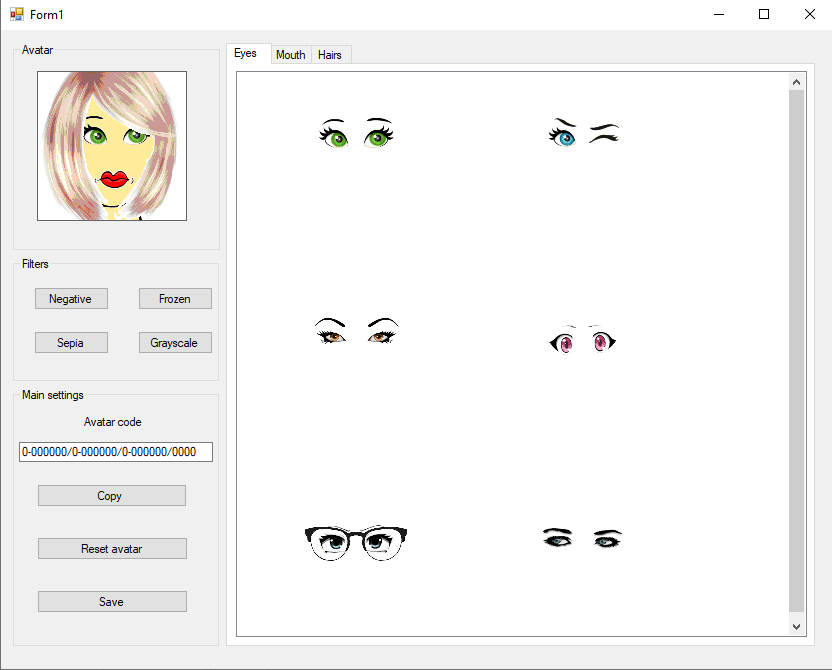 Form1
Avatar
Filters
Negative
Frozen
Sepia
Grayscale
Main settings
Avatar code
0-000000/0-000000/0-000000/0000
Copy
Reset avatar
Save
Eyes
Mouth
Hairs